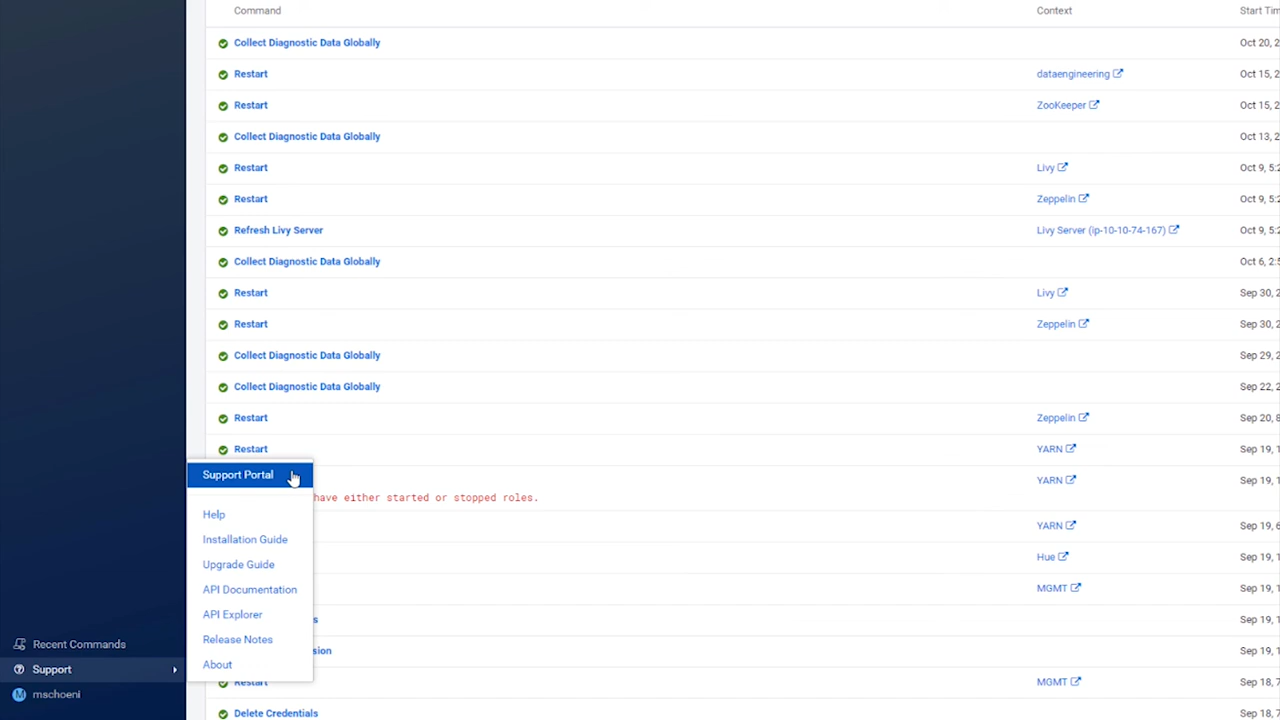 Command Context Start Tim
Collect Diagnostic Data Globally Oct 20, 2
Restart dataengineering Oct 15, 2
Restart ZooKeeper Oct 15, 2
Collect Diagnostic Data Globally Oct 13, 2
Restart Livy Oct 9, 5:2
Restart Zeppelin Oct 9, 5:2
Refresh Livy Server Livy Server (ip-10-10-74-167) Oct 9, 5:2
Collect Diagnostic Data Globally Oct 6, 2:5
Restart Livy Sep 30, 2
Restart Zeppelin Sep 30, 2
Collect Diagnostic Data Globally Sep 29, 2
Collect Diagnostic Data Globally Sep 22, 2
Restart Zeppelin Sep 20, 8
Restart YARN Sep 19, 1
YARN Sep 19, 1
have either started or stopped roles.
YARN Sep 19, 6
Hue Sep 19, 1
MGMT Sep 19, 1
s Sep 19, 1
sion Sep 19, 1
Restart MGMT Sep 18, 7
Delete Credentials Sep 18, 7
Support Portal
Help
Installation Guide
Upgrade Guide
API Documentation
API Explorer
Release Notes
About
Recent Commands
Support
M mschoeni